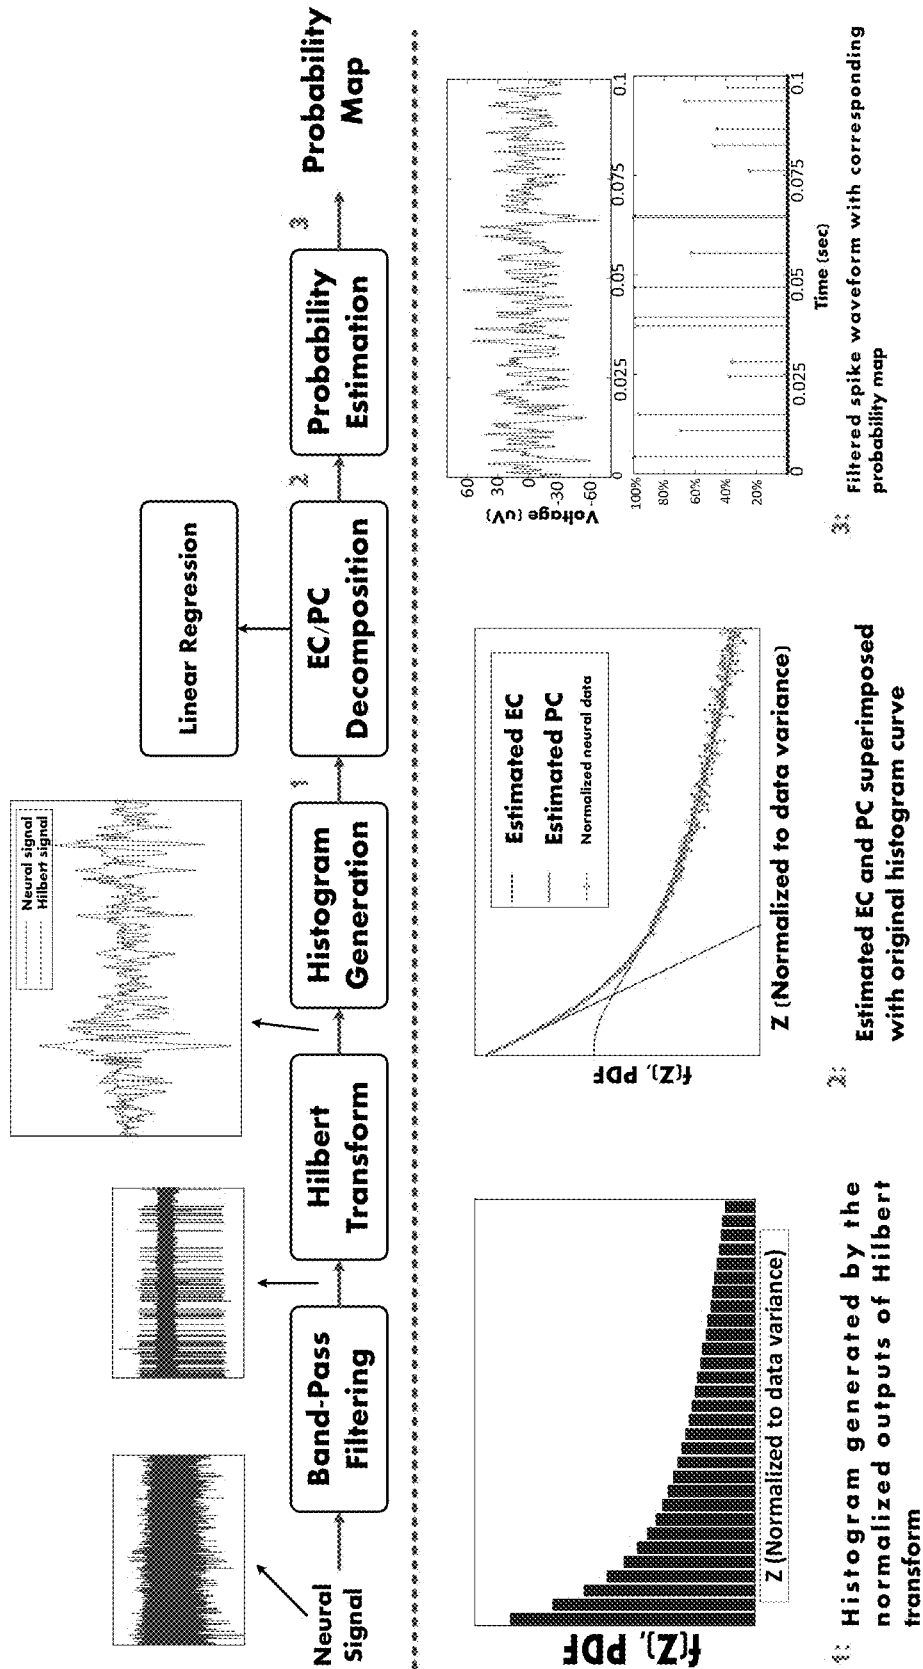 Neural
Signal
Band-Pass
Filtering
Hilbert
Transform
Neural signal
Hilbert signal
Histogram
Generation
1
Linear Regression
EC/PC
Decomposition
2
Probability
Estimation
3
Probability
Map
f(Z), PDF
Z (Normalized to data variance)
1: Histogram generated by the
normalized outputs of Hilbert
transform
f(Z), PDF
Estimated EC
Estimated PC
Normalized neural data
Z (Normalized to data variance)
2: Estimated EC and PC superimposed
with original histogram curve
Voltage (uV)
60
30
0
-30
-60
0 0.025 0.05 0.075 0.1
100%
80%
60%
40%
20%
0 0.025 0.05 0.075 0.1
Time (sec)
3: Filtered spike waveform with corresponding
probability map